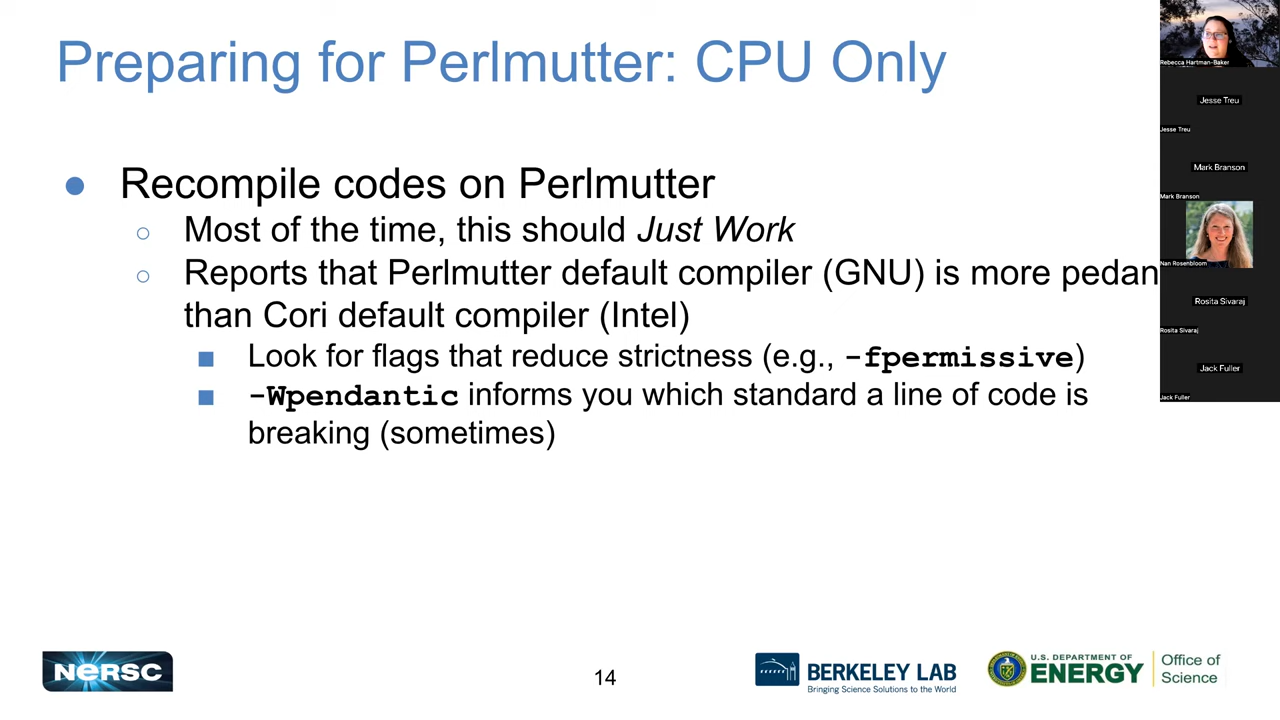 Preparing for Perlmutter: CPU Only
Recompile codes on Perlmutter
Most of the time, this should Just Work
Reports that Perlmutter default compiler (GNU) is more pedan
than Cori default compiler (Intel)
Look for flags that reduce strictness (e.g., -fpermissive)
-Wpendantic informs you which standard a line of code is
breaking (sometimes)
Rebecca Hartman-Baker
Jesse Treu
Jesse Treu
Mark Branson
Mark Branson
Nan Rosenbloom
Rosita Sivaraj
Rosita Sivaraj
Jack Fuller
Jack Fuller
NERSC
14
BERKELEY LAB
Bringing Science Solutions to the World
U.S. DEPARTMENT OF
ENERGY
Office of
Science